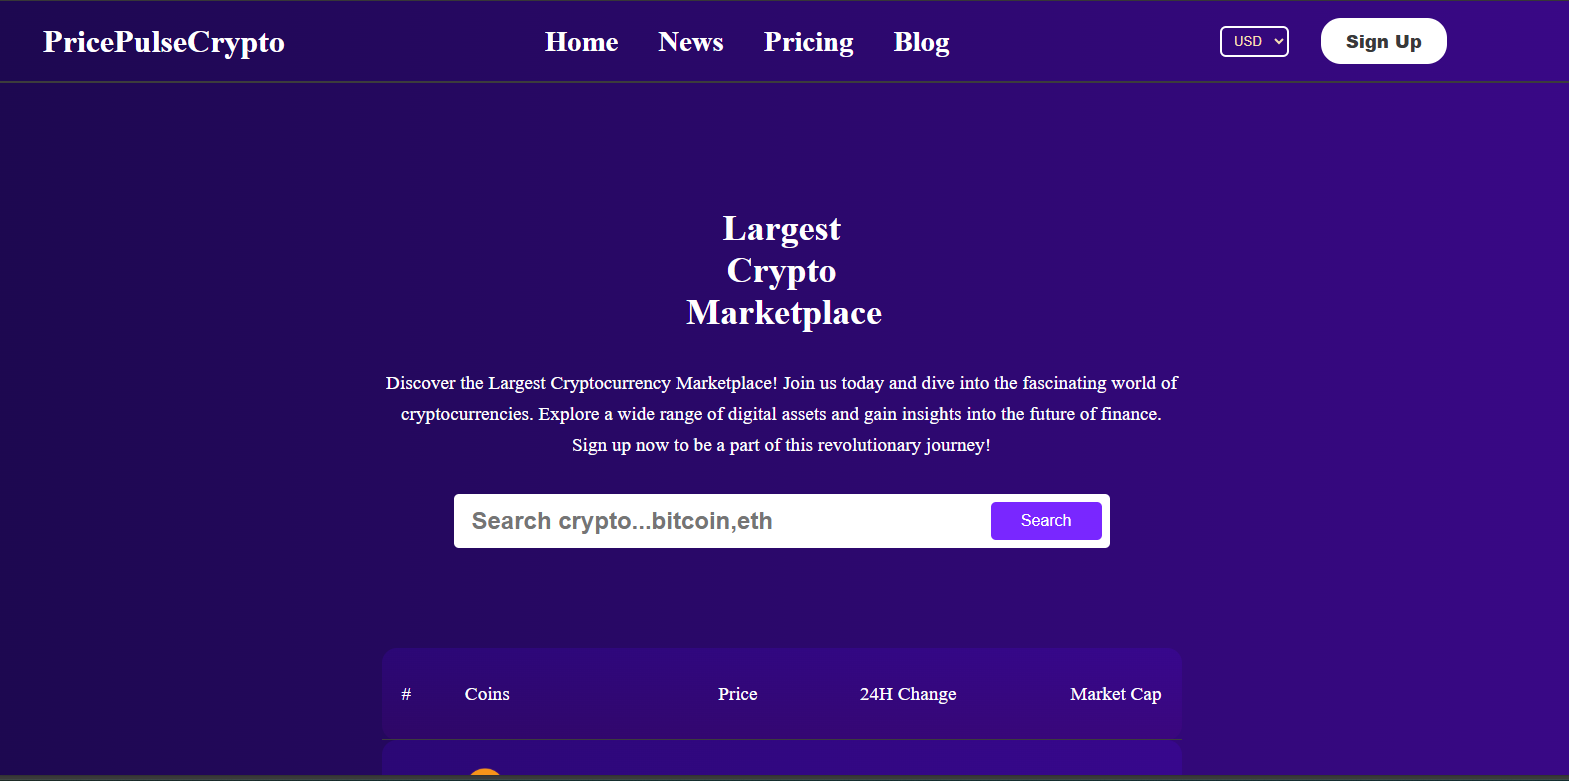 PricePulseCrypto Home News Pricing Blog USD Sign Up
Largest
Crypto
Marketplace
Discover the Largest Cryptocurrency Marketplace! Join us today and dive into the fascinating world of
cryptocurrencies. Explore a wide range of digital assets and gain insights into the future of finance.
Sign up now to be a part of this revolutionary journey!
Search crypto...bitcoin,eth Search
# Coins Price 24H Change Market Cap